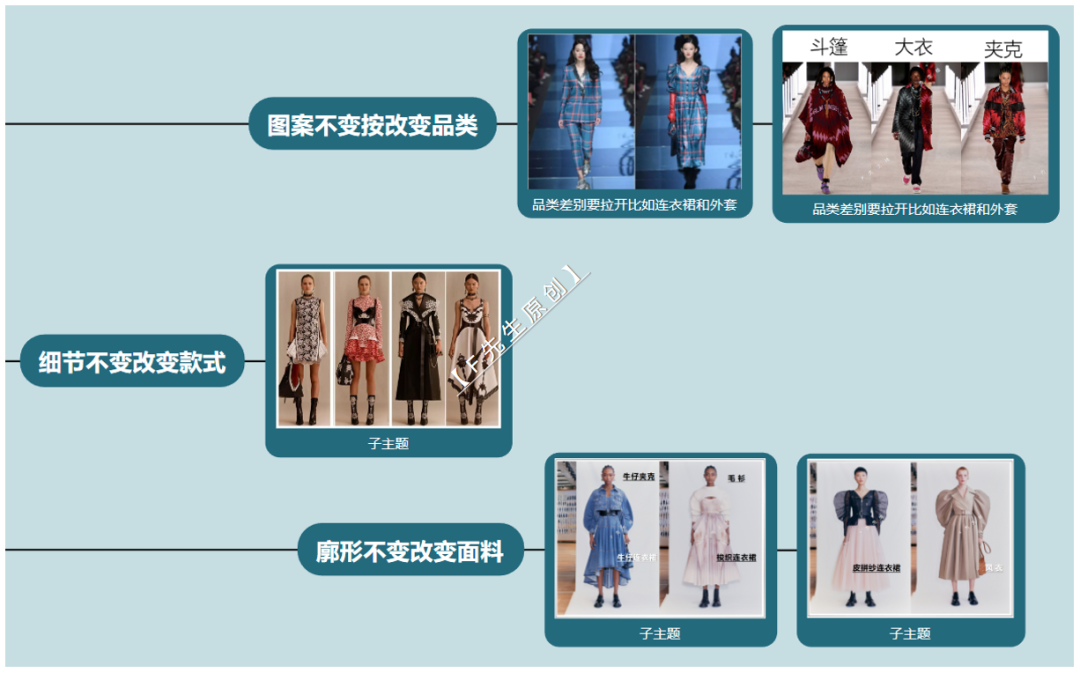 图案不变按改变品类
品类差别要拉开比如连衣裙和外套
斗篷
大衣
夹克
品类差别要拉开比如连衣裙和外套
细节不变改变款式
子主题
【F先生原创】
廓形不变改变面料
牛仔夹克
牛仔连衣裙
毛衫
梭织连衣裙
子主题
皮拼纱连衣裙
风衣
子主题